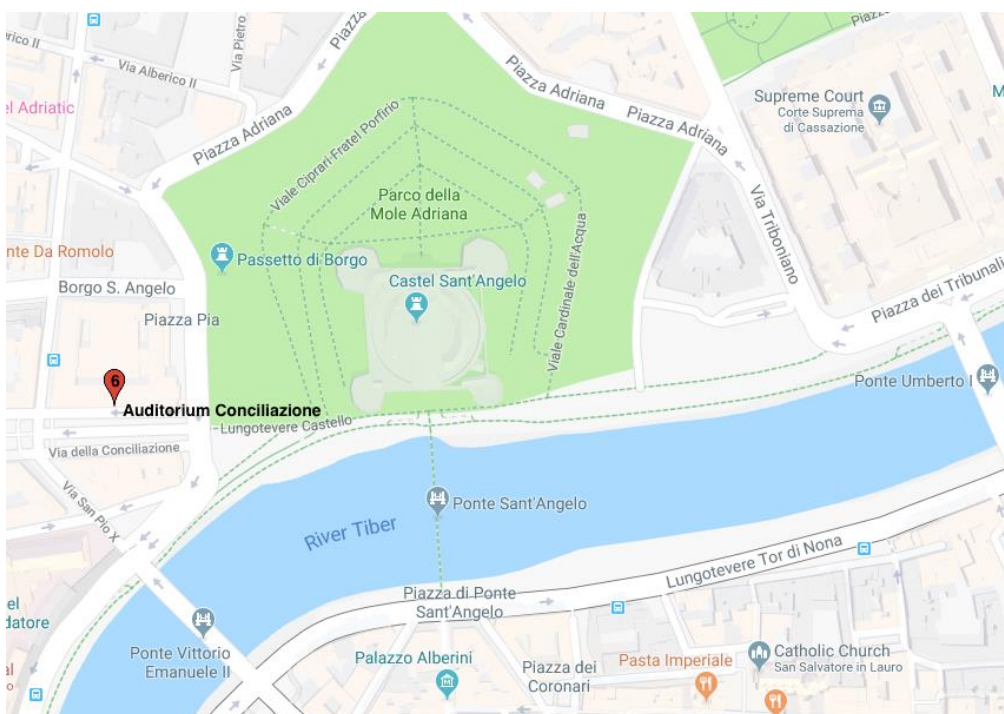 Via Pietro
Piazza
Piazza
Via Alberico II
Piazza Adriana
Piazza Adriana
Piazza Adriana
Supreme Court
Corte Suprema
di Cassazione
el Adriatic
Piazza Adriana
Viale Ciprari Fratel Porfirio
Parco della
Mole Adriana
Via Triboniano
nte Da Romolo
Passetto di Borgo
Viale Cardinale dell'Acqua
Castel Sant'Angelo
Borgo S. Angelo
Piazza dei Tribunali
Piazza Pia
6
Auditorium Conciliazione
Ponte Umberto I
Lungotevere Castello
Via della Conciliazione
Via San Pio X
Ponte Sant'Angelo
River Tiber
Lungotevere Tor di Nona
Piazza di Ponte
Sant'Angelo
el
datore
Ponte Vittorio
Emanuele II
Palazzo Alberini
Piazza dei
Coronari
Pasta Imperiale
Catholic Church
San Salvatore in Lauro